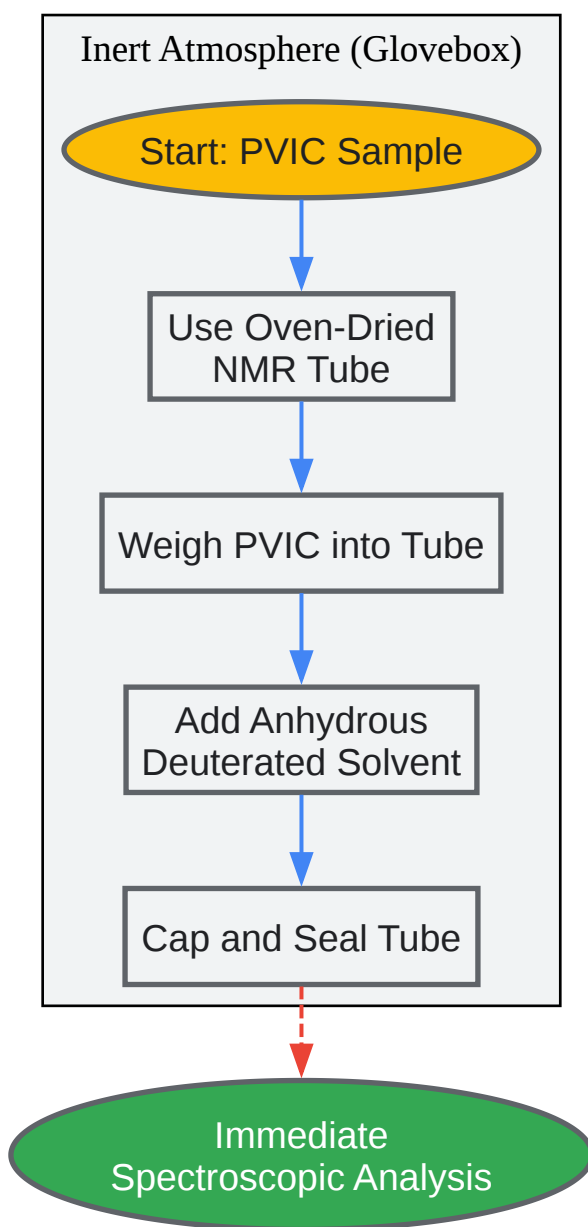 Inert Atmosphere (Glovebox)
Start: PVIC Sample
Use Oven-Dried
NMR Tube
Weigh PVIC into Tube
Add Anhydrous
Deuterated Solvent
Cap and Seal Tube
Immediate
Spectroscopic Analysis